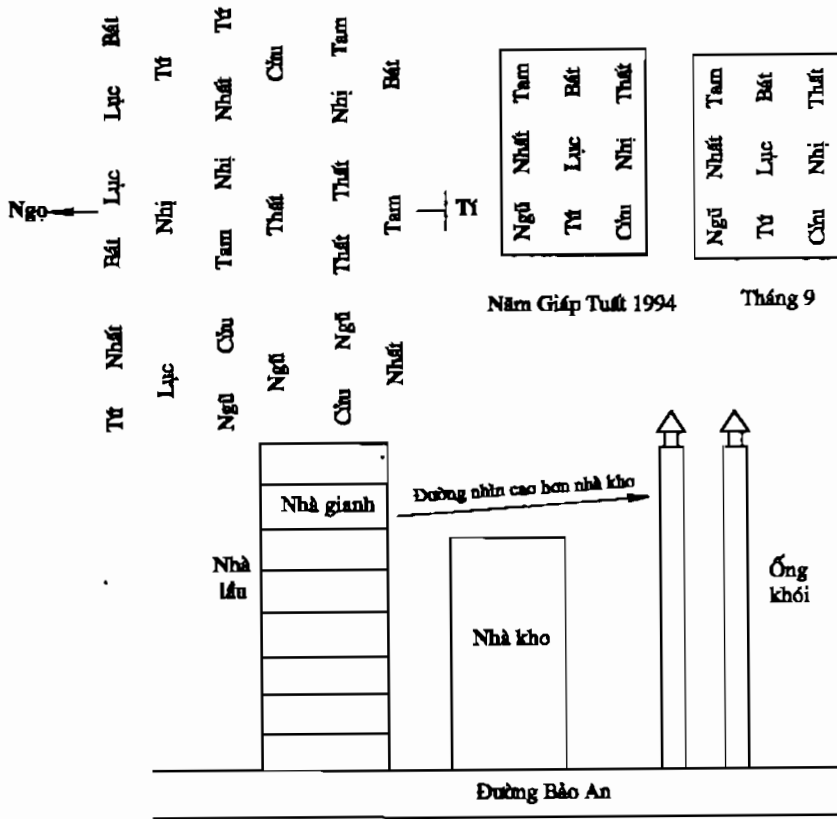 Tứ Nhất Bát Lục Lục Bát
Lục Nhị Tứ
Ngũ Cửu Tam Nhị Nhất Tứ
Ngũ Thất Cửu
Cửu Ngũ Thất Thất Nhị Tam
Nhất Tam Bát
Ngọ
Tí
Ngũ Nhất Tam
Tứ Lục Bát
Cửu Nhị Thất
Năm Giáp Tuất 1994
Ngũ Nhất Tam
Tứ Lục Bát
Cửu Nhị Thất
Tháng 9
Nhà gianh
Đường nhìn cao hơn nhà kho
Nhà
lầu
Nhà kho
Ống
khói
Đường Bảo An